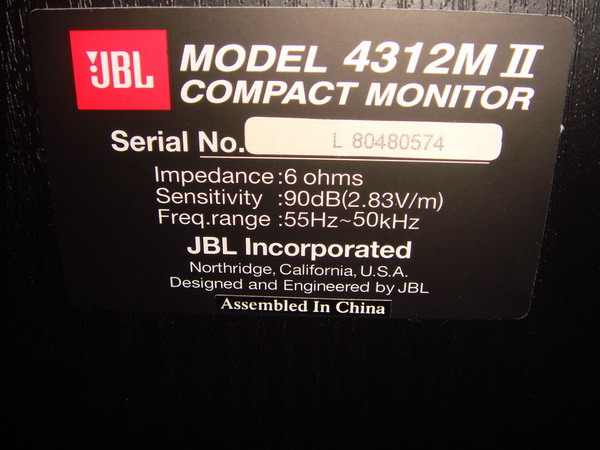 JBL
MODEL 4312M II
COMPACT MONITOR
Serial No. L 80480574
Impedance:6 ohms
Sensitivity :90dB(2.83V/m)
Freq.range :55Hz~50kHz
JBL Incorporated
Northridge, California, U.S.A.
Designed and Engineered by JBL
Assembled In China